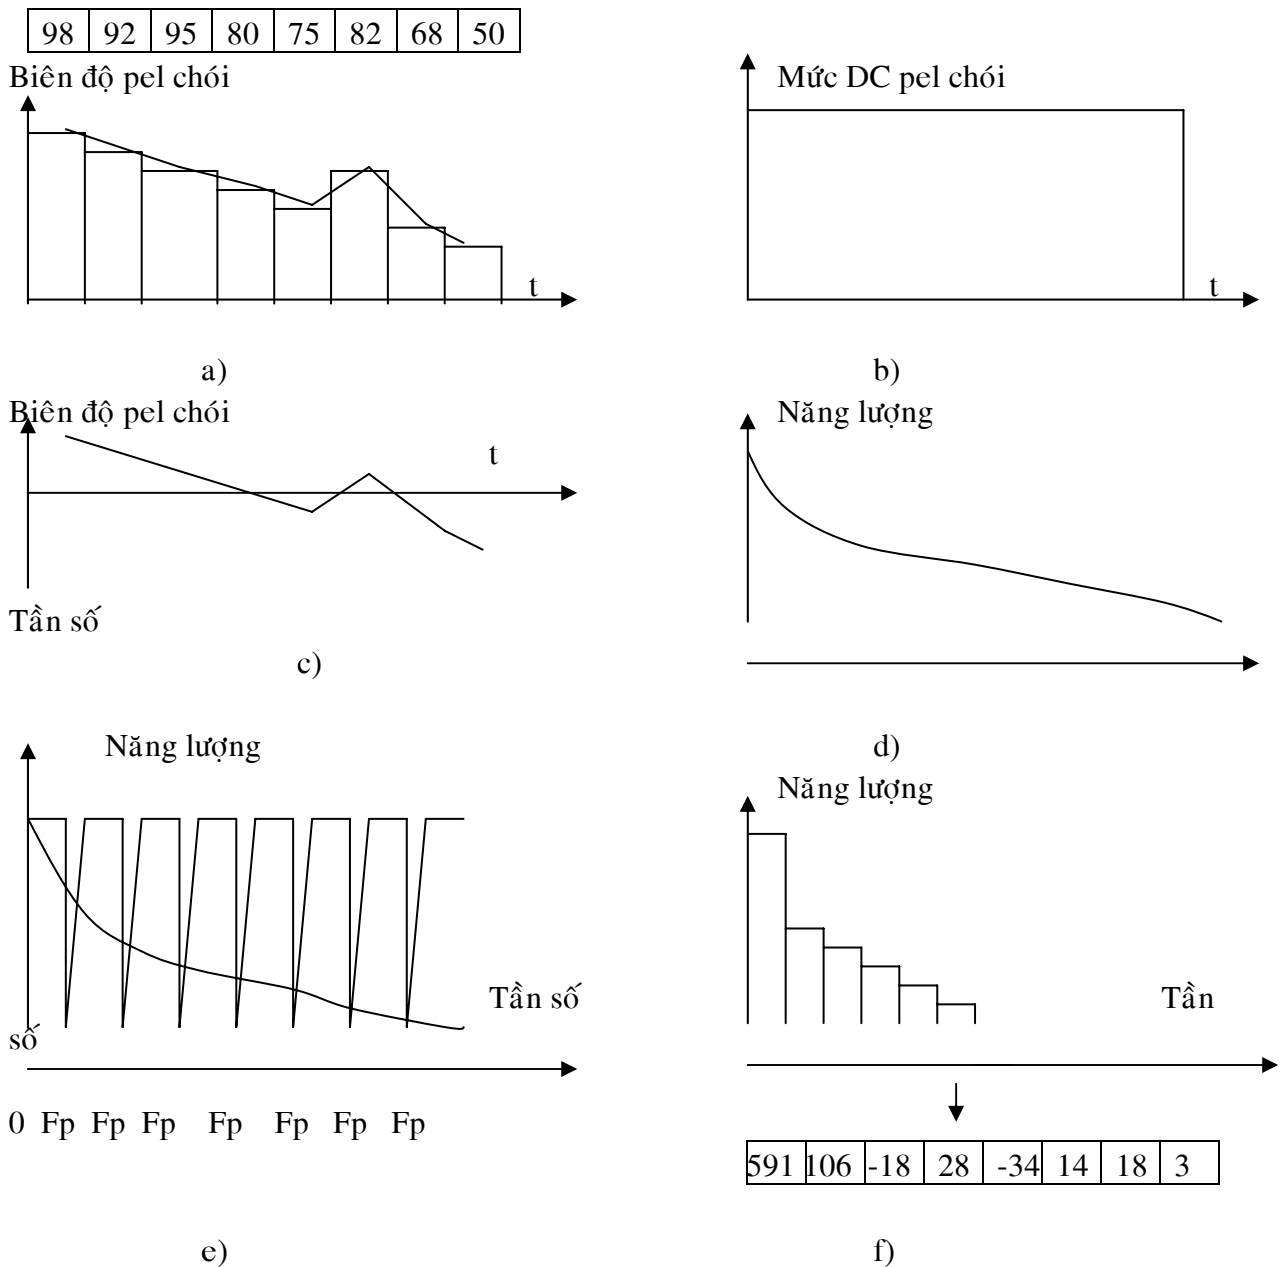 98 92 95 80 75 82 68 50
Biên độ pel chói
t
a)
Mức DC pel chói
t
b)
Biên độ pel chói
t
Tần số
c)
Năng lượng
d)
Năng lượng
Tần số
số
0 Fp Fp Fp Fp Fp Fp Fp
e)
Năng lượng
Tần
591 106 -18 28 -34 14 18 3
f)